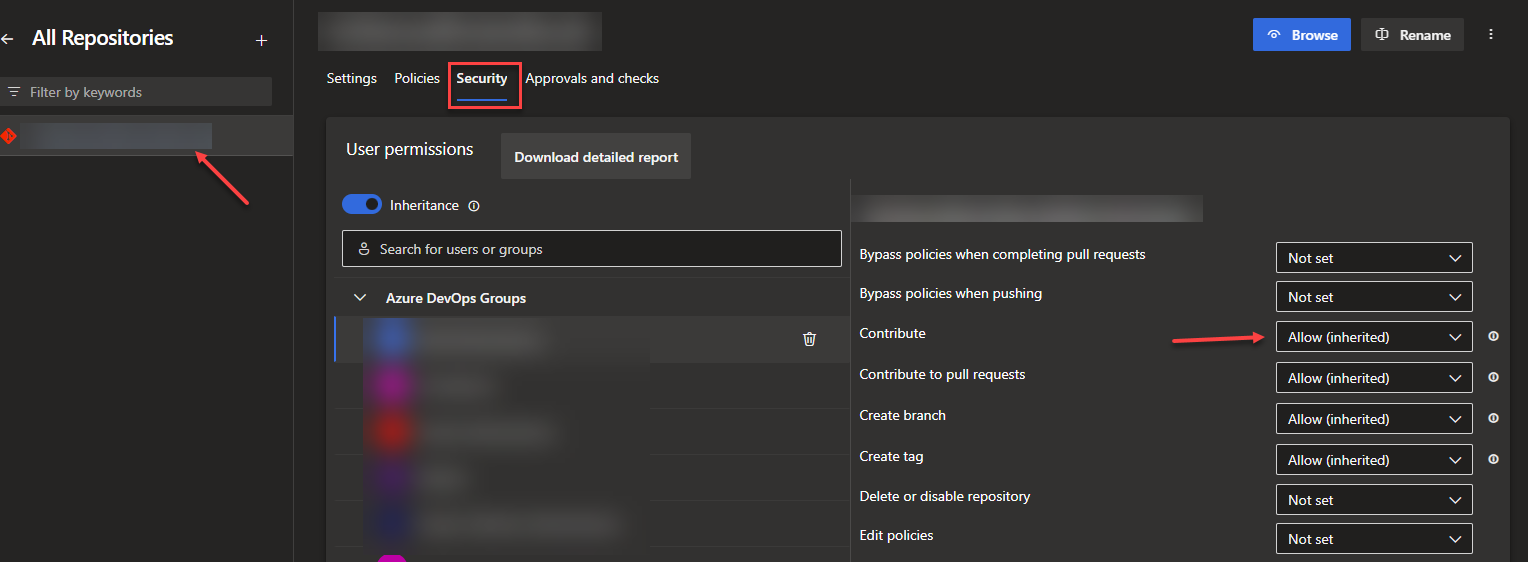 All Repositories
+
Filter by keywords
Browse
Rename
Settings
Policies
Security
Approvals and checks
User permissions
Download detailed report
Inheritance
Search for users or groups
Azure DevOps Groups
Bypass policies when completing pull requests
Not set
Bypass policies when pushing
Not set
Contribute
Allow (inherited)
Contribute to pull requests
Allow (inherited)
Create branch
Allow (inherited)
Create tag
Allow (inherited)
Delete or disable repository
Not set
Edit policies
Not set